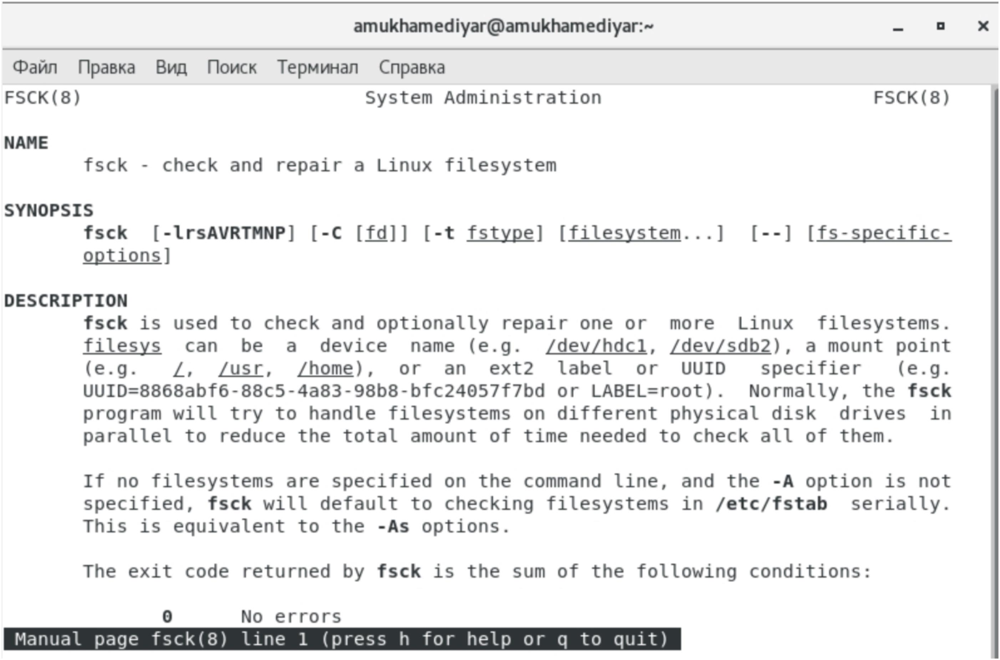 amukhamediyar@amukhamediyar:~
Файл Правка Вид Поиск Терминал Справка
FSCK(8) System Administration FSCK(8)
NAME
fsck - check and repair a Linux filesystem
SYNOPSIS
fsck [-lrsAVRTMNP] [-C [fd]] [-t fstype] [filesystem...] [--] [fs-specific-
options]
DESCRIPTION
fsck is used to check and optionally repair one or more Linux filesystems.
filesys can be a device name (e.g. /dev/hdc1, /dev/sdb2), a mount point
(e.g. /, /usr, /home), or an ext2 label or UUID specifier (e.g.
UUID=8868abf6-88c5-4a83-98b8-bfc24057f7bd or LABEL=root). Normally, the fsck
program will try to handle filesystems on different physical disk drives in
parallel to reduce the total amount of time needed to check all of them.
If no filesystems are specified on the command line, and the -A option is not
specified, fsck will default to checking filesystems in /etc/fstab serially.
This is equivalent to the -As options.
The exit code returned by fsck is the sum of the following conditions:
0 No errors
Manual page fsck(8) line 1 (press h for help or q to quit)